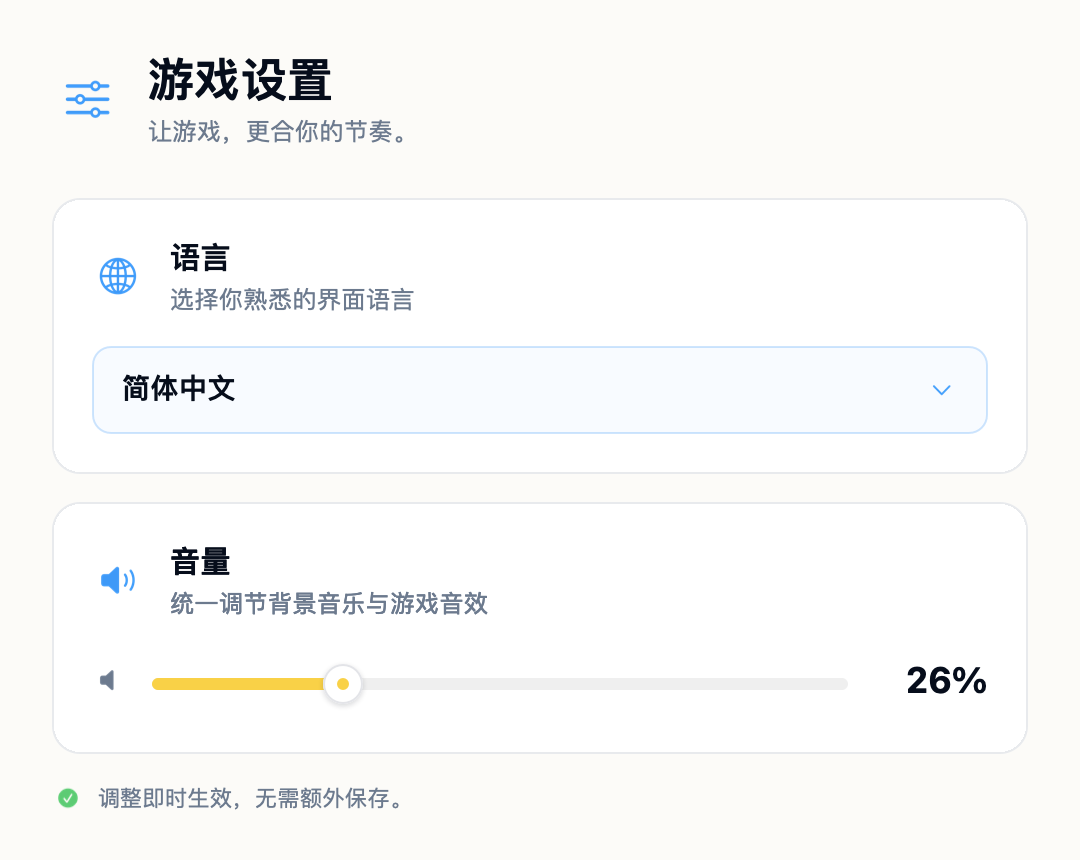 游戏设置
让游戏，更合你的节奏。
语言
选择你熟悉的界面语言
简体中文
音量
统一调节背景音乐与游戏音效
26%
调整即时生效，无需额外保存。